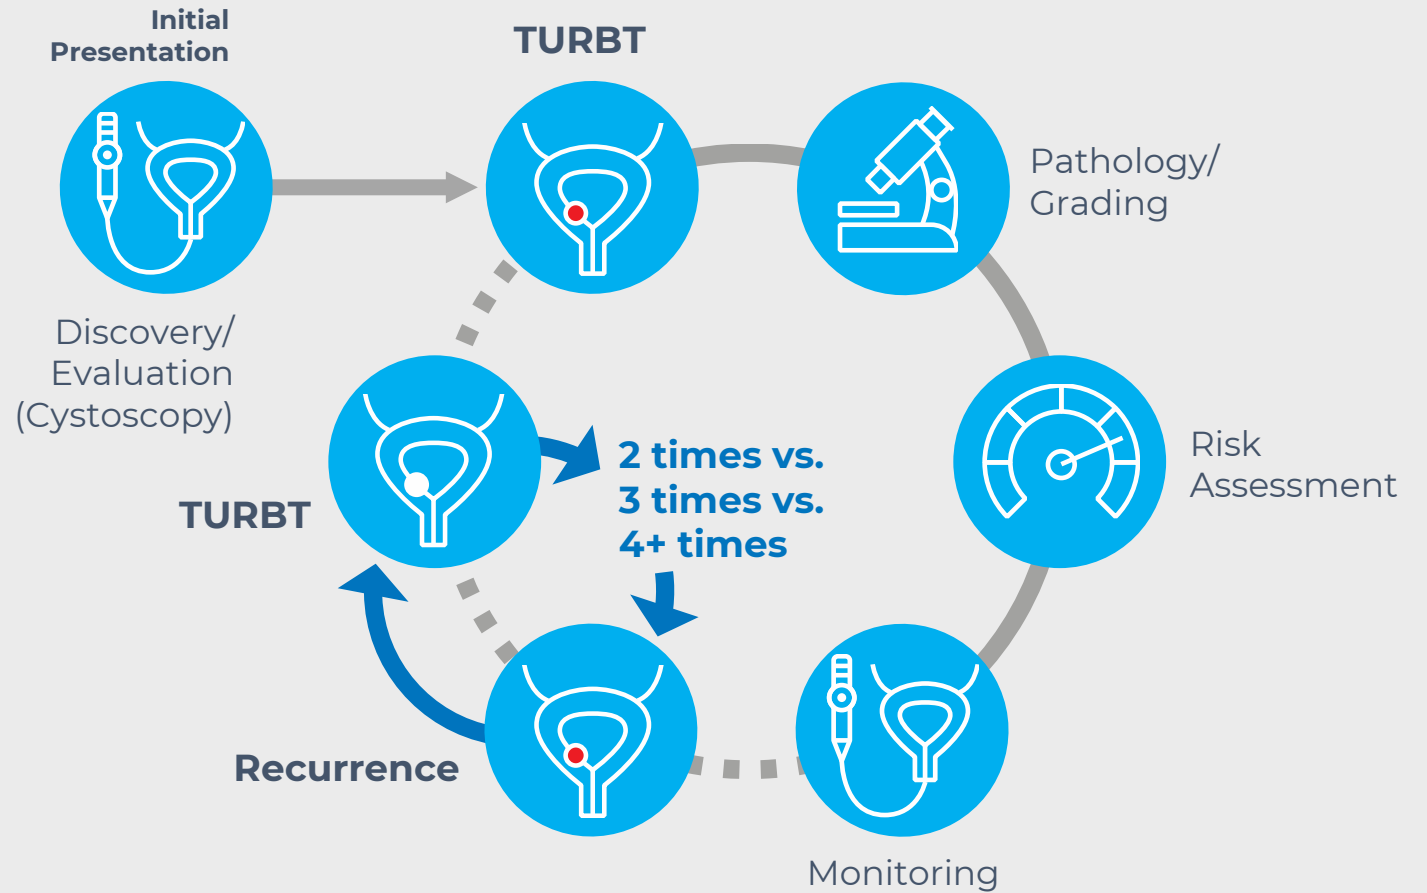 Initial
Presentation
TURBT
Pathology/
Grading
Discovery/
Evaluation
(Cystoscopy)
Risk
Assessment
2 times vs.
3 times vs.
4+ times
TURBT
Recurrence
Monitoring